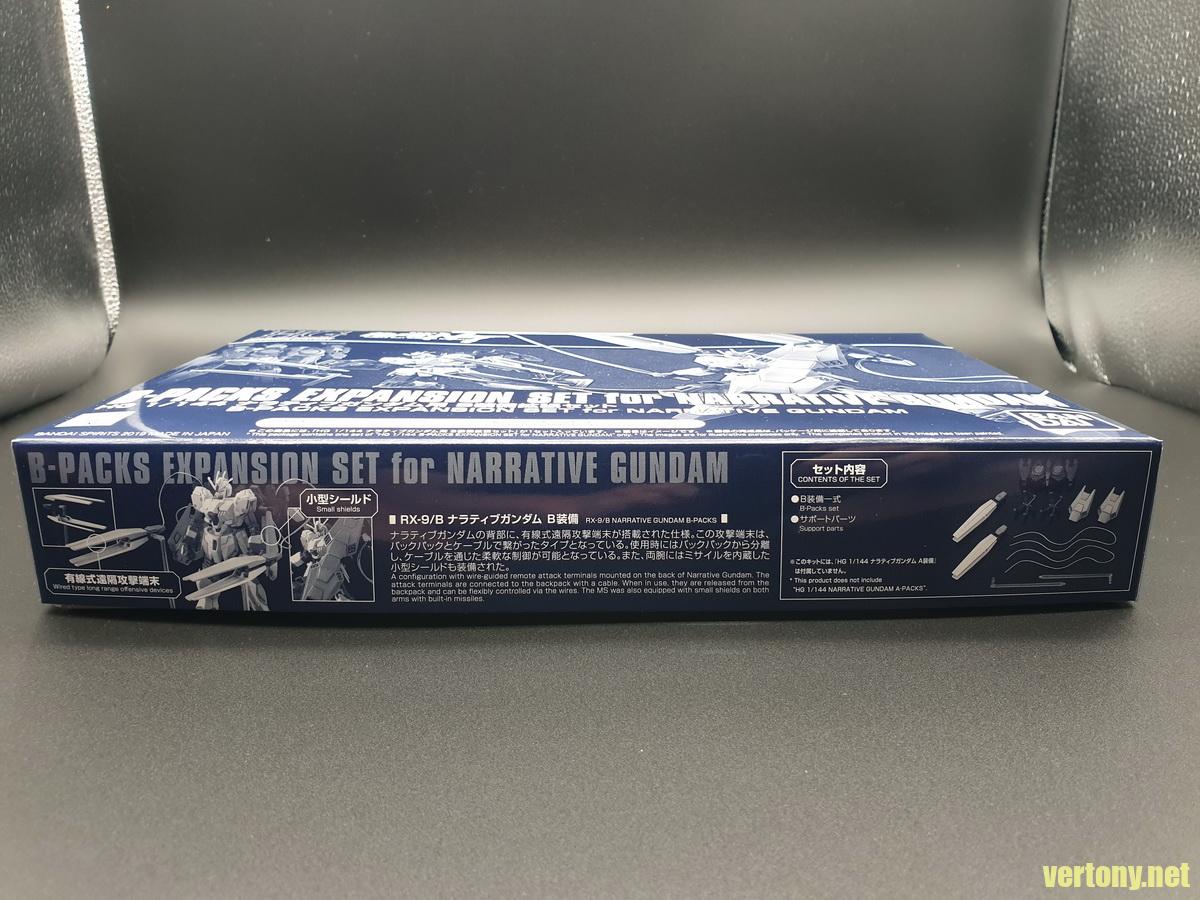 B-PACKS EXPANSION SET for NARRATIVE GUNDAM
B-PACKS EXPANSION SET for NARRATIVE GUNDAM
BANDAI SPIRITS 2019 MADE IN JAPAN
B-PACKS EXPANSION SET for NARRATIVE GUNDAM
小型シールド
Small shields
有線式遠隔攻撃端末
Wired type long range offensive devices
RX-9/B ナラティブガンダム B装備 RX-9/B NARRATIVE GUNDAM B-PACKS
ナラティブガンダムの背部に、有線式遠隔攻撃端末が搭載された仕様。この攻撃端末は、
バックパックとケーブルで繋がったタイプとなっている。使用時にはバックパックから分離
し、ケーブルを通じた柔軟な制御が可能となっている。また、両腕にはミサイルを内蔵した
小型シールドも装備された。
A configuration with wire-guided remote attack terminals mounted on the back of Narrative Gundam. The
attack terminals are connected to the backpack with a cable. When in use, they are released from the
backpack and can be flexibly controlled via the wires. The MS was also equipped with small shields on both
arms with built-in missiles.
セット内容
CONTENTS OF THE SET
●B装備一式
B-Packs set
●サポートパーツ
Support parts
※このキットには、「HG 1/144 ナラティブガンダム A装備」
は付属していません。
* This product does not include
"HG 1/144 NARRATIVE GUNDAM A-PACKS".
vertony.net